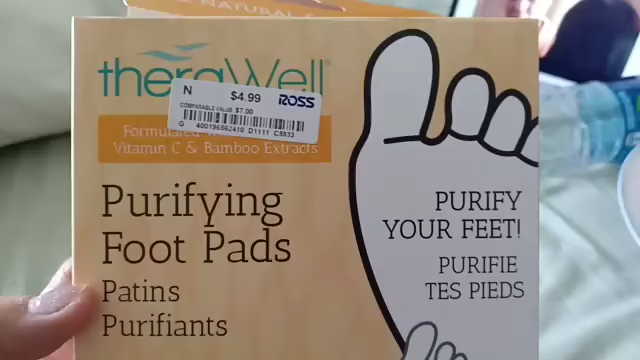 NATURAL
theraWell
N $4.99 ROSS
COMPARABLE VALUE $7.00
G 400196562410 D1111 C5933
Formulated
Vitamin C & Bamboo Extracts
Purifying
Foot Pads
Patins
Purifiants
PURIFY
YOUR FEET!
PURIFIE
TES PIEDS